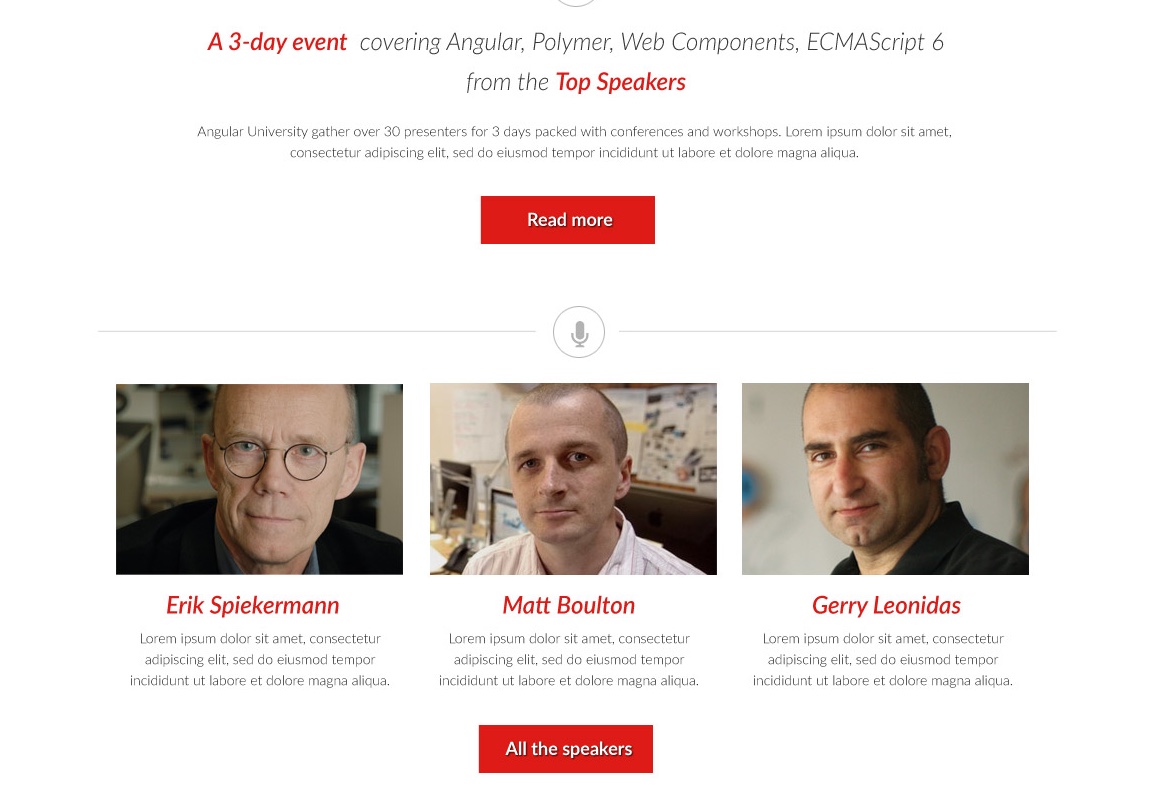 A 3-day event covering Angular, Polymer, Web Components, ECMAScript 6
from the Top Speakers
Angular University gather over 30 presenters for 3 days packed with conferences and workshops. Lorem ipsum dolor sit amet,
consectetur adipiscing elit, sed do eiusmod tempor incididunt ut labore et dolore magna aliqua.
Read more
Erik Spiekermann
Lorem ipsum dolor sit amet, consectetur
adipiscing elit, sed do eiusmod tempor
incididunt ut labore et dolore magna aliqua.
Matt Boulton
Lorem ipsum dolor sit amet, consectetur
adipiscing elit, sed do eiusmod tempor
incididunt ut labore et dolore magna aliqua.
Gerry Leonidas
Lorem ipsum dolor sit amet, consectetur
adipiscing elit, sed do eiusmod tempor
incididunt ut labore et dolore magna aliqua.
All the speakers